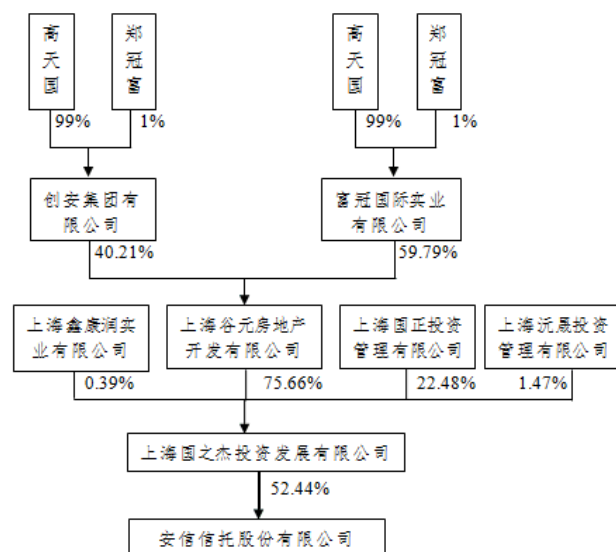 高天国
郑冠富
高天国
郑冠富
99%
1%
99%
1%
创安集团有
限公司
富冠国际实业
有限公司
40.21%
59.79%
上海鑫康润实
业有限公司
上海谷元房地产
开发有限公司
上海国正投资
管理有限公司
上海沅晟投资
管理有限公司
0.39%
75.66%
22.48%
1.47%
上海国之杰投资发展有限公司
52.44%
安信信托股份有限公司